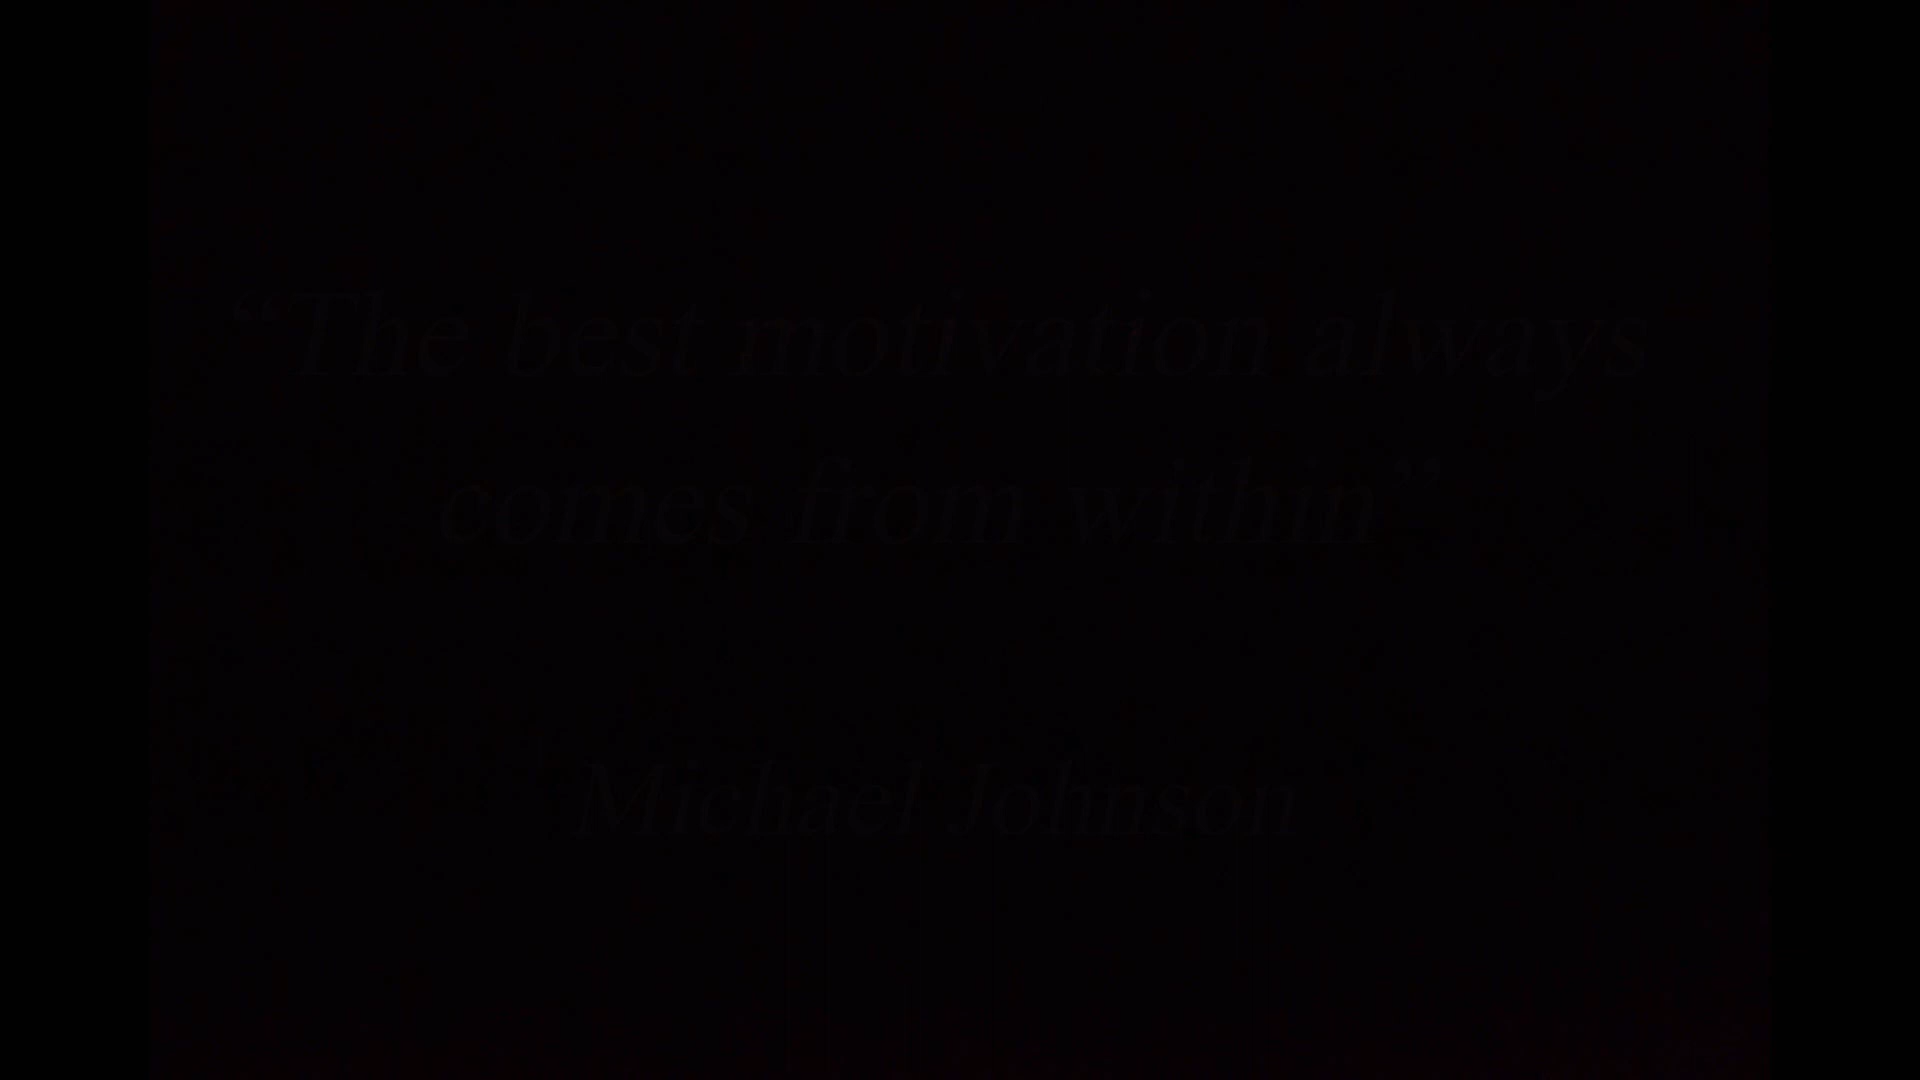 “The best motivation always
comes from within”
Michael Johnson